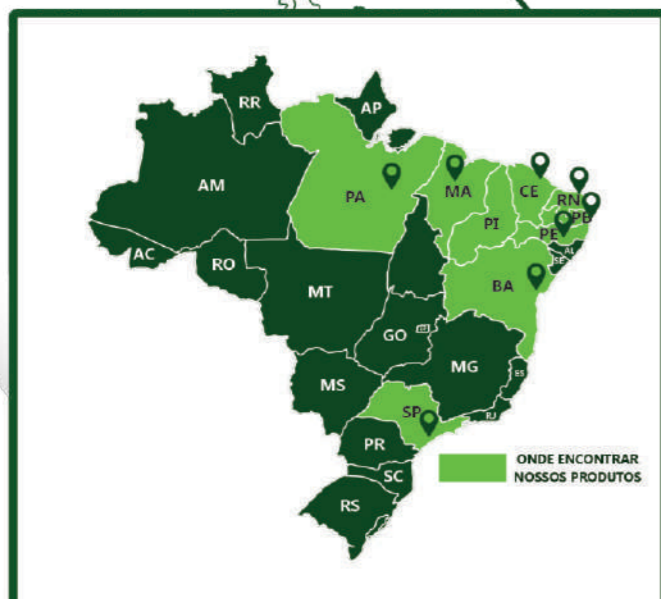 RR
AP
AM
PA
MA
CE
RN
PB
PI
PE
AL
SE
AC
RO
MT
BA
GO
DF
MG
ES
MS
SP
RJ
PR
SC
RS
ONDE ENCONTRAR
NOSSOS PRODUTOS